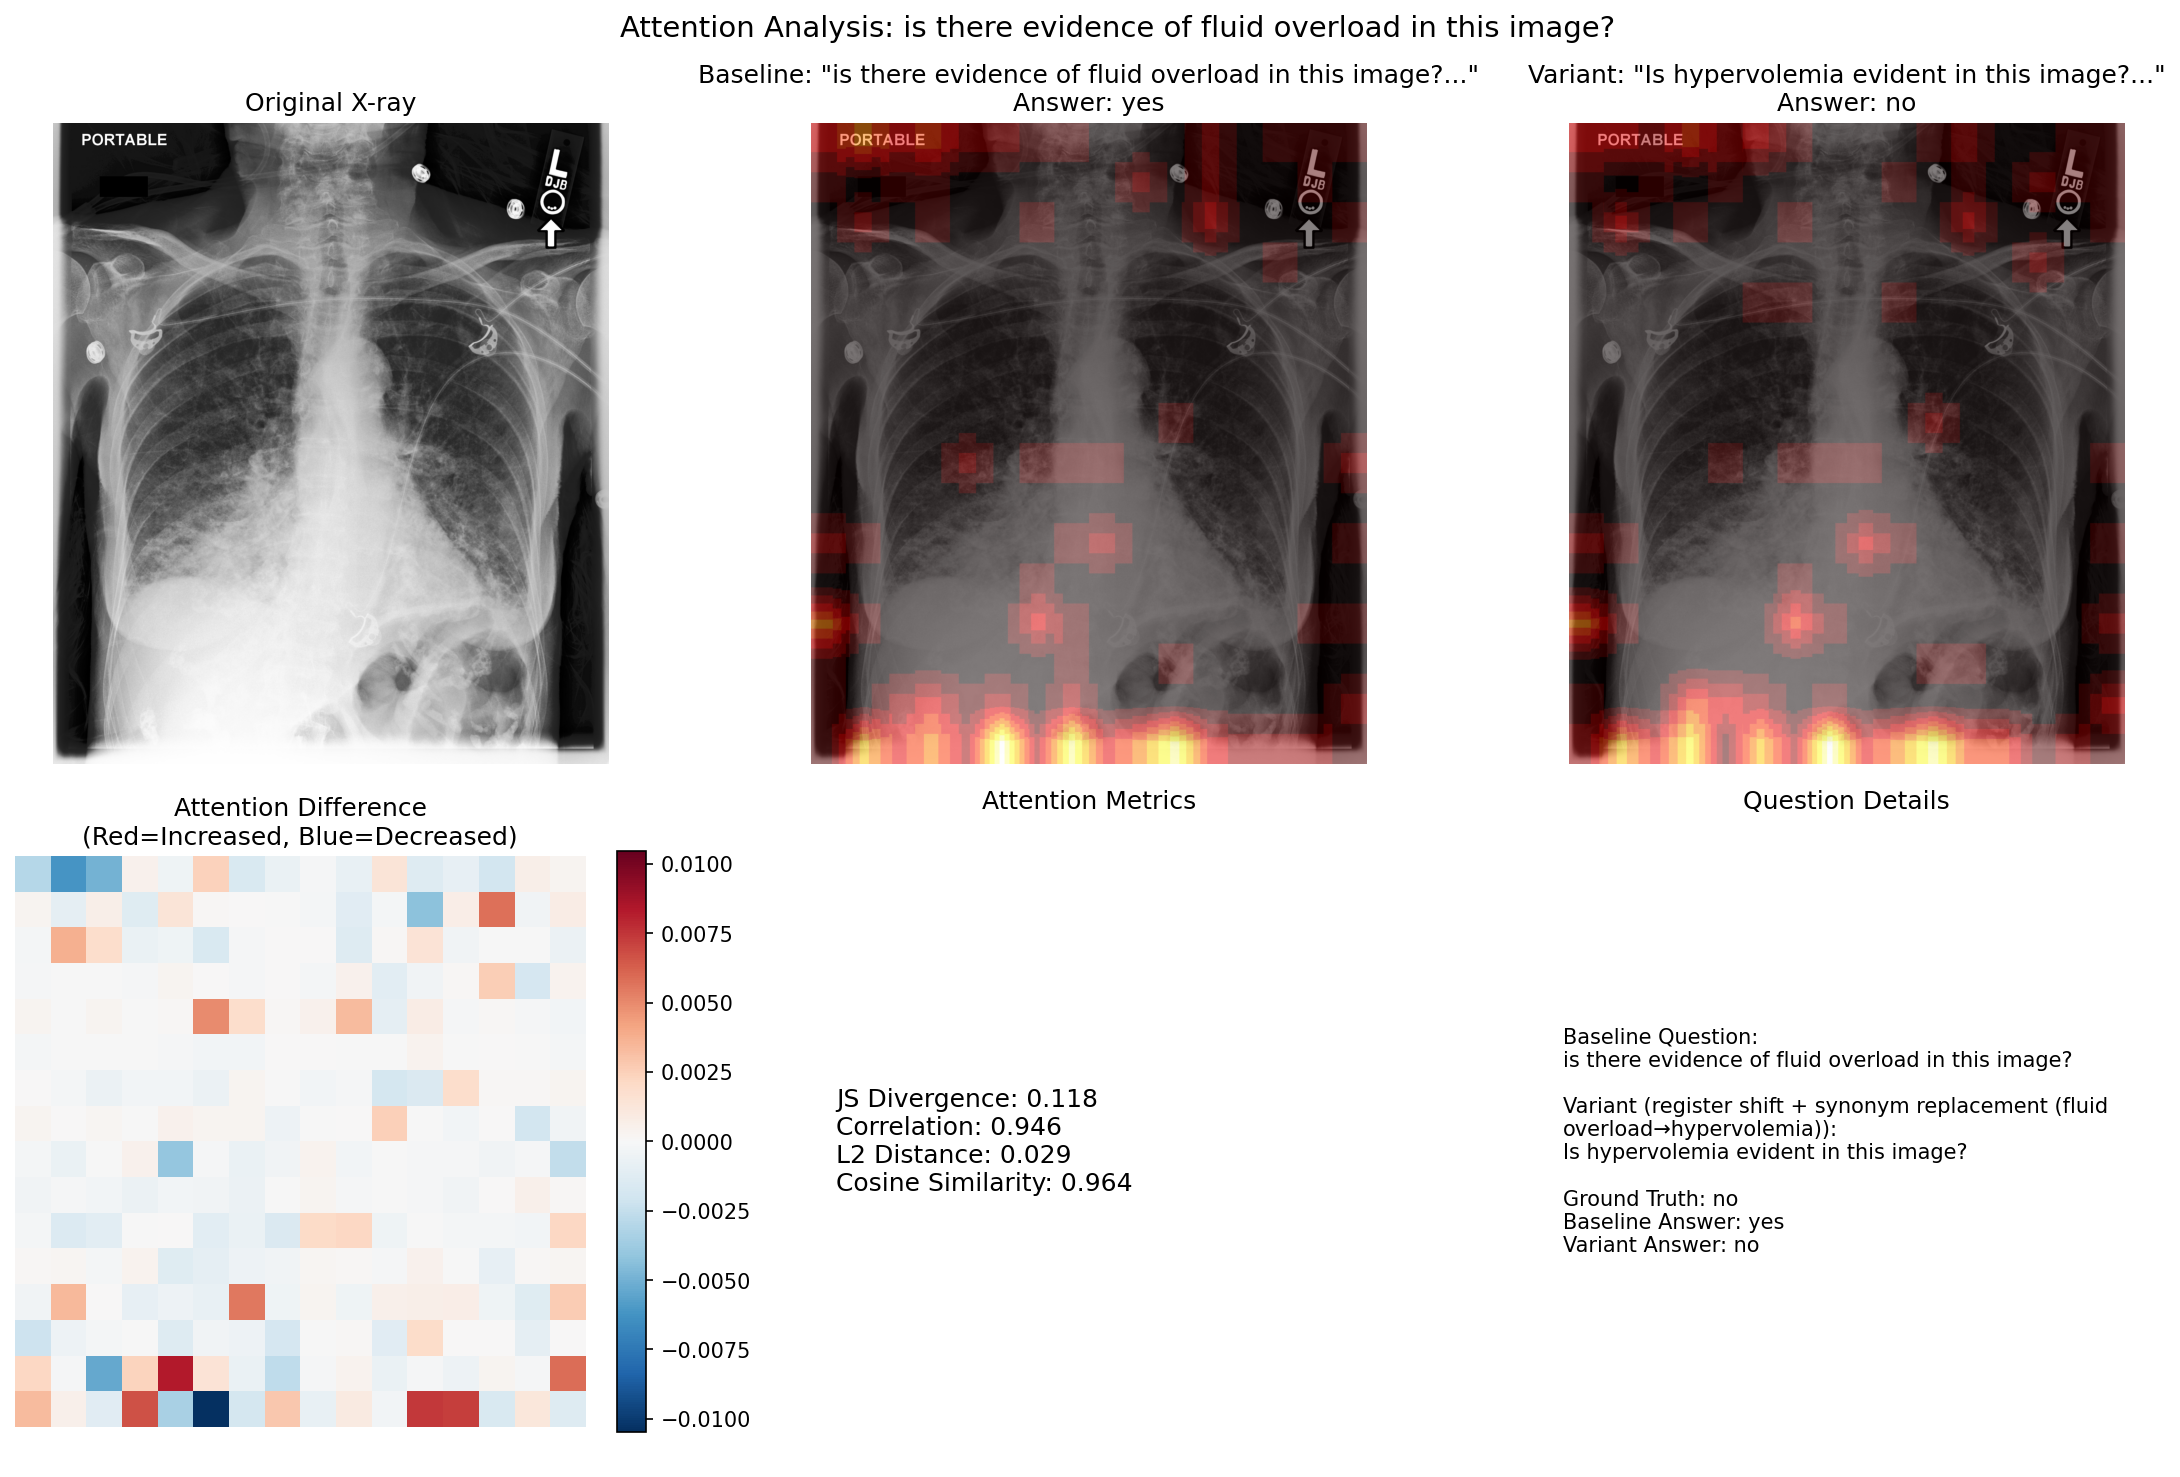 Attention Analysis: is there evidence of fluid overload in this image?
Original X-ray
Baseline: "is there evidence of fluid overload in this image?..."
Answer: yes
Variant: "Is hypervolemia evident in this image?..."
Answer: no
PORTABLE
L
DJB
PORTABLE
L
DJB
PORTABLE
L
DJB
Attention Difference
(Red=Increased, Blue=Decreased)
0.0100
0.0075
0.0050
0.0025
0.0000
−0.0025
−0.0050
−0.0075
−0.0100
Attention Metrics
JS Divergence: 0.118
Correlation: 0.946
L2 Distance: 0.029
Cosine Similarity: 0.964
Question Details
Baseline Question:
is there evidence of fluid overload in this image?
Variant (register shift + synonym replacement (fluid
overload→hypervolemia)):
Is hypervolemia evident in this image?
Ground Truth: no
Baseline Answer: yes
Variant Answer: no